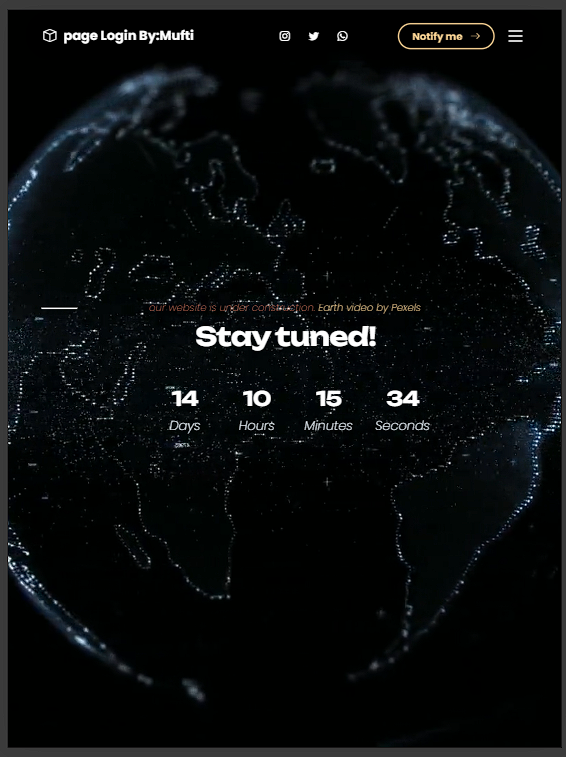 page Login By:Mufti
Notify me
our website is under construction. Earth video by Pexels
Stay tuned!
14 10 15 34
Days Hours Minutes Seconds